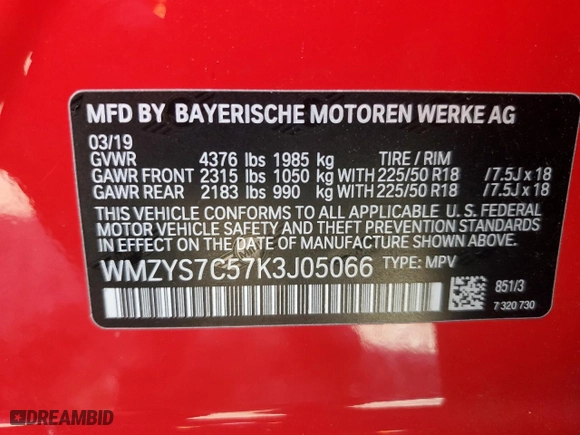 MFD BY BAYERISCHE MOTOREN WERKE AG
03/19
GVWR 4376 lbs 1985 kg TIRE / RIM
GAWR FRONT 2315 lbs 1050 kg WITH 225/50 R18 /7.5J x 18
GAWR REAR 2183 lbs 990 kg WITH 225/50 R18 /7.5J x 18
THIS VEHICLE CONFORMS TO ALL APPLICABLE U. S. FEDERAL
MOTOR VEHICLE SAFETY AND THEFT PREVENTION STANDARDS
IN EFFECT ON THE DATE OF MANUFACTURE SHOWN ABOVE.
WMZYS7C57K3J05066 TYPE: MPV
851/3
7 320 730
DREAMBID